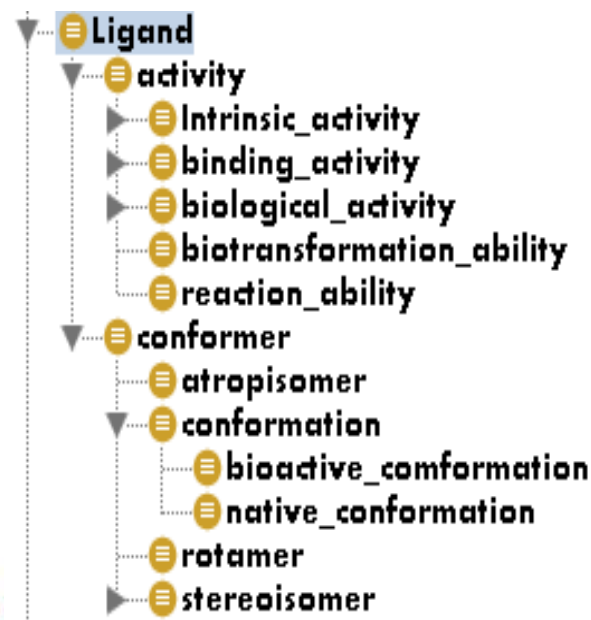 Ligand
activity
Intrinsic_activity
binding_activity
biological_activity
biotransformation_ability
reaction_ability
conformer
atropisomer
conformation
bioactive_comformation
native_conformation
rotamer
stereoisomer